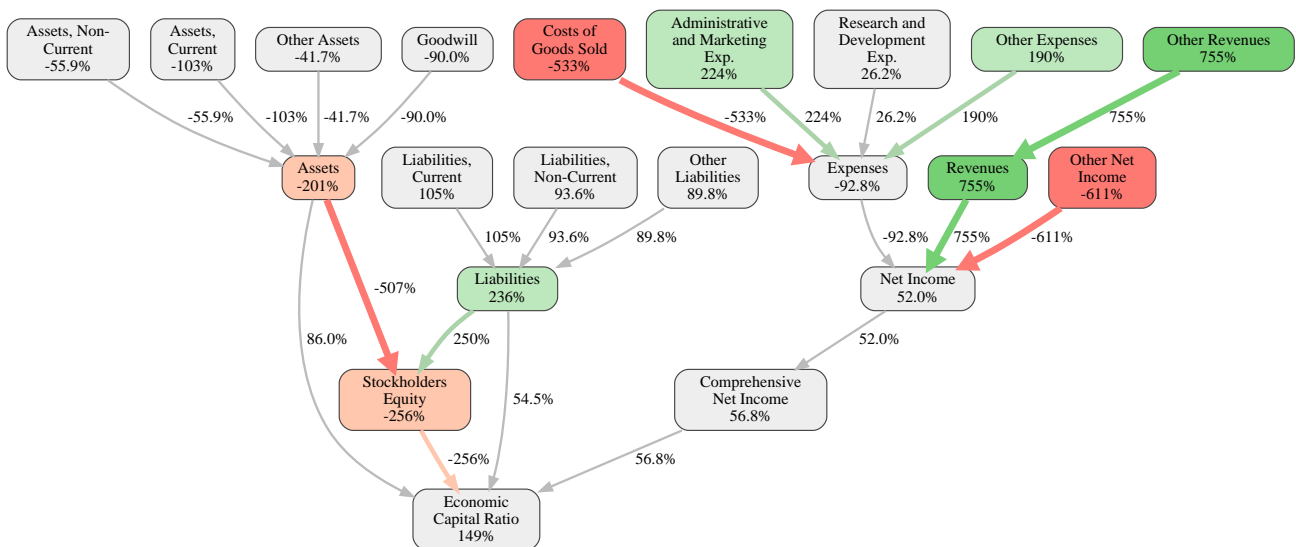 Assets, Non-
Current
-55.9%
Assets,
Current
-103%
Other Assets
-41.7%
Goodwill
-90.0%
Costs of
Goods Sold
-533%
Administrative
and Marketing
Exp.
224%
Research and
Development
Exp.
26.2%
Other Expenses
190%
Other Revenues
755%
-55.9%
-103%
-41.7%
-90.0%
-533%
224%
26.2%
190%
755%
Assets
-201%
Liabilities,
Current
105%
Liabilities,
Non-Current
93.6%
Other
Liabilities
89.8%
Expenses
-92.8%
Revenues
755%
Other Net
Income
-611%
105%
93.6%
89.8%
-92.8%
755%
-611%
-507%
Liabilities
236%
Net Income
52.0%
86.0%
250%
54.5%
52.0%
Stockholders
Equity
-256%
Comprehensive
Net Income
56.8%
-256%
56.8%
Economic
Capital Ratio
149%